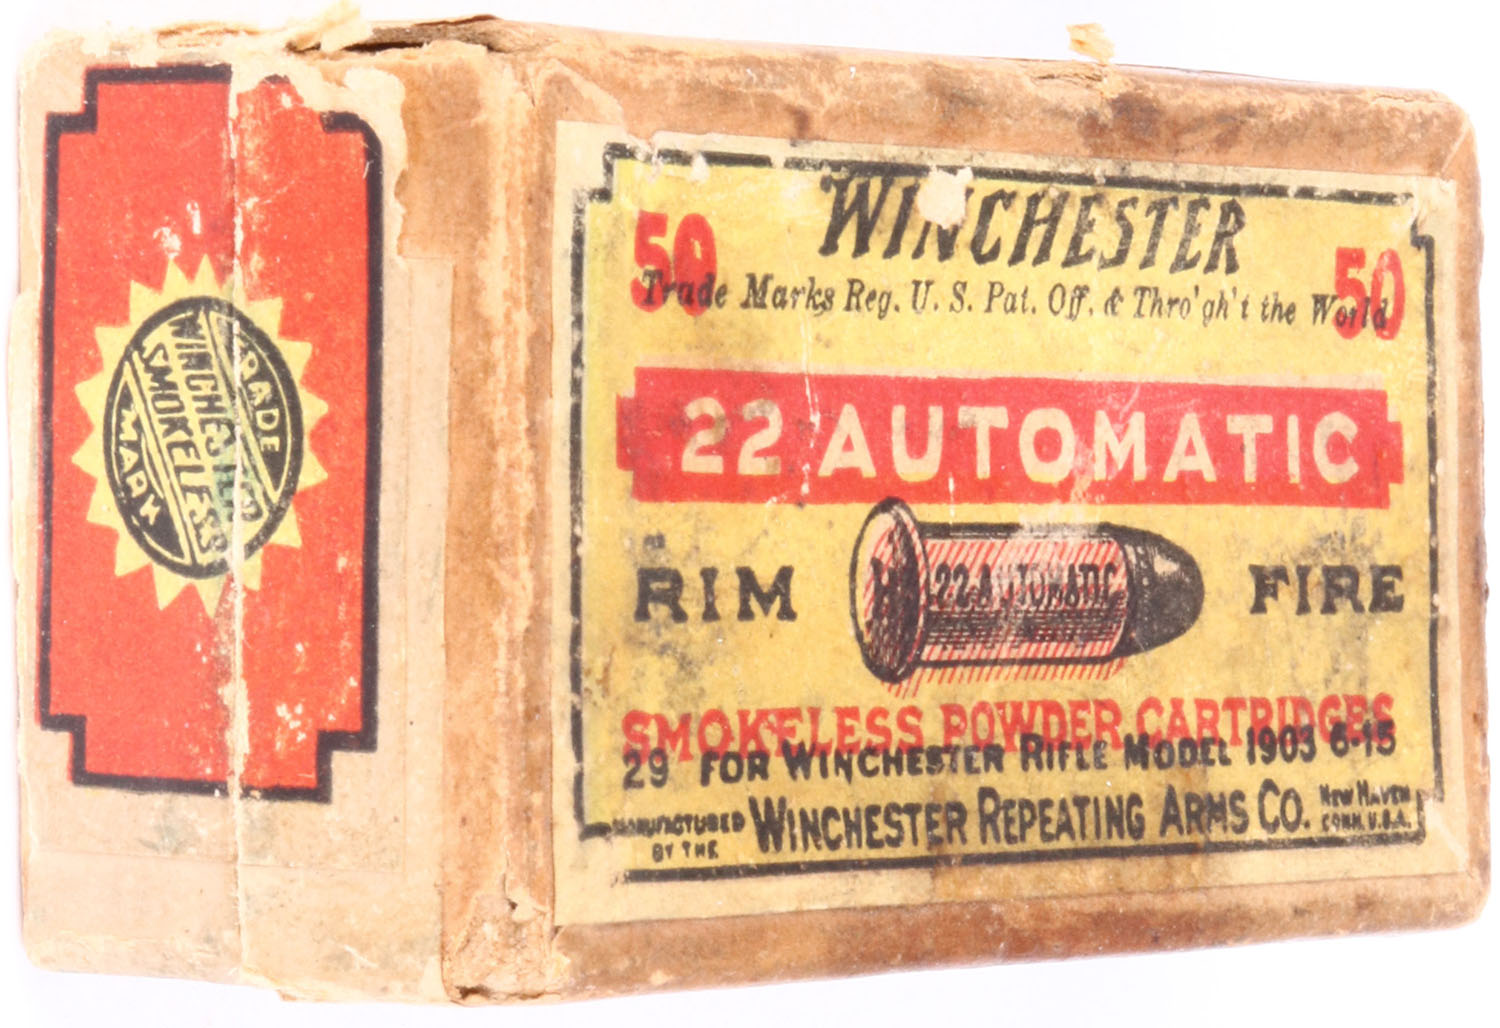 TRADE
WINCHESTER
SMOKELESS
MARK
WINCHESTER
50 50
Trade Marks Reg. U. S. Pat. Off. & Thro'gh't the World
22 AUTOMATIC
RIM FIRE
22-AUTOMATIC
SMOKELESS POWDER CARTRIDGES
29 FOR WINCHESTER RIFLE MODEL 1903 6-15
MANUFACTURED BY THE WINCHESTER REPEATING ARMS CO. NEW HAVEN CONN. U.S.A.